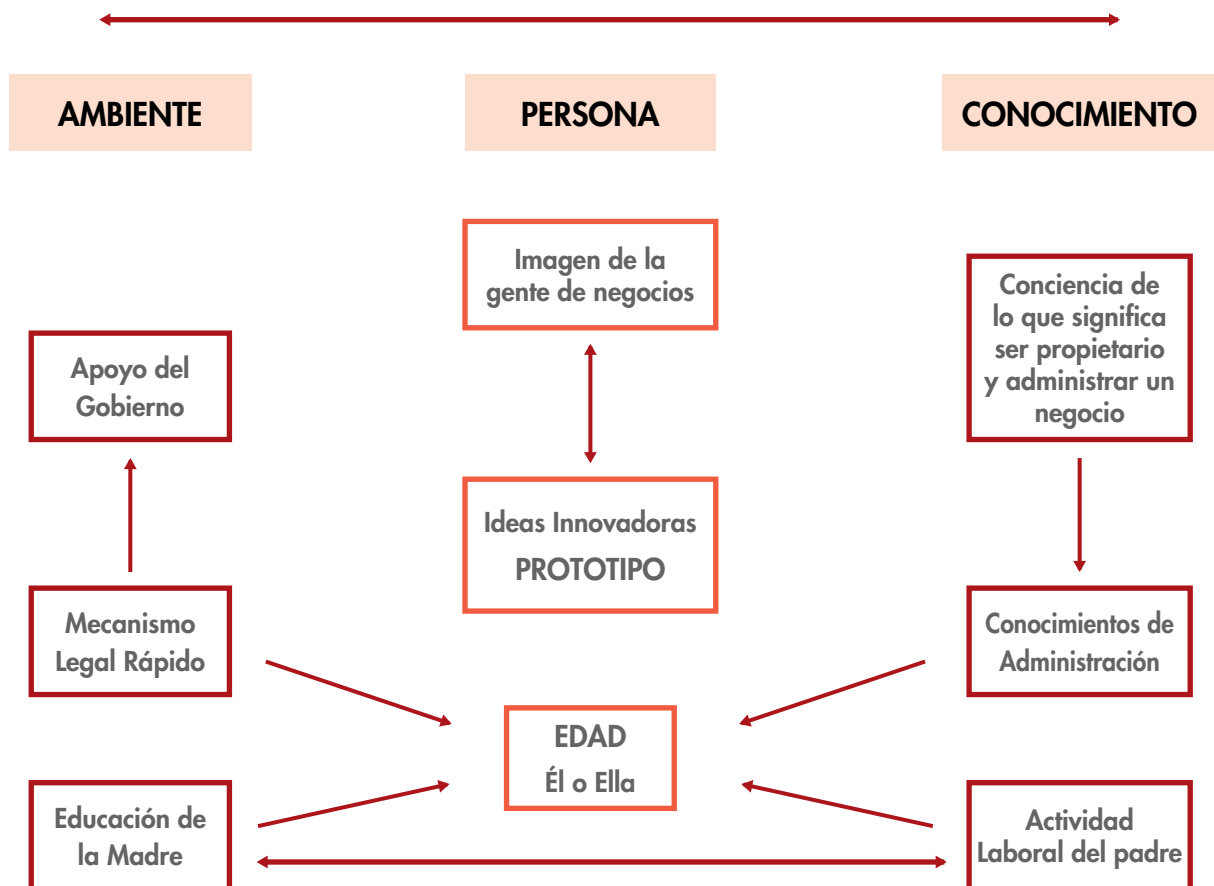 AMBIENTE
PERSONA
CONOCIMIENTO
Imagen de la
gente de negocios
Conciencia de
lo que significa
ser propietario
y administrar un
negocio
Apoyo del
Gobierno
Ideas Innovadoras
PROTOTIPO
Mecanismo
Legal Rápido
Conocimientos de
Administración
EDAD
Él o Ella
Educación de
la Madre
Actividad
Laboral del padre